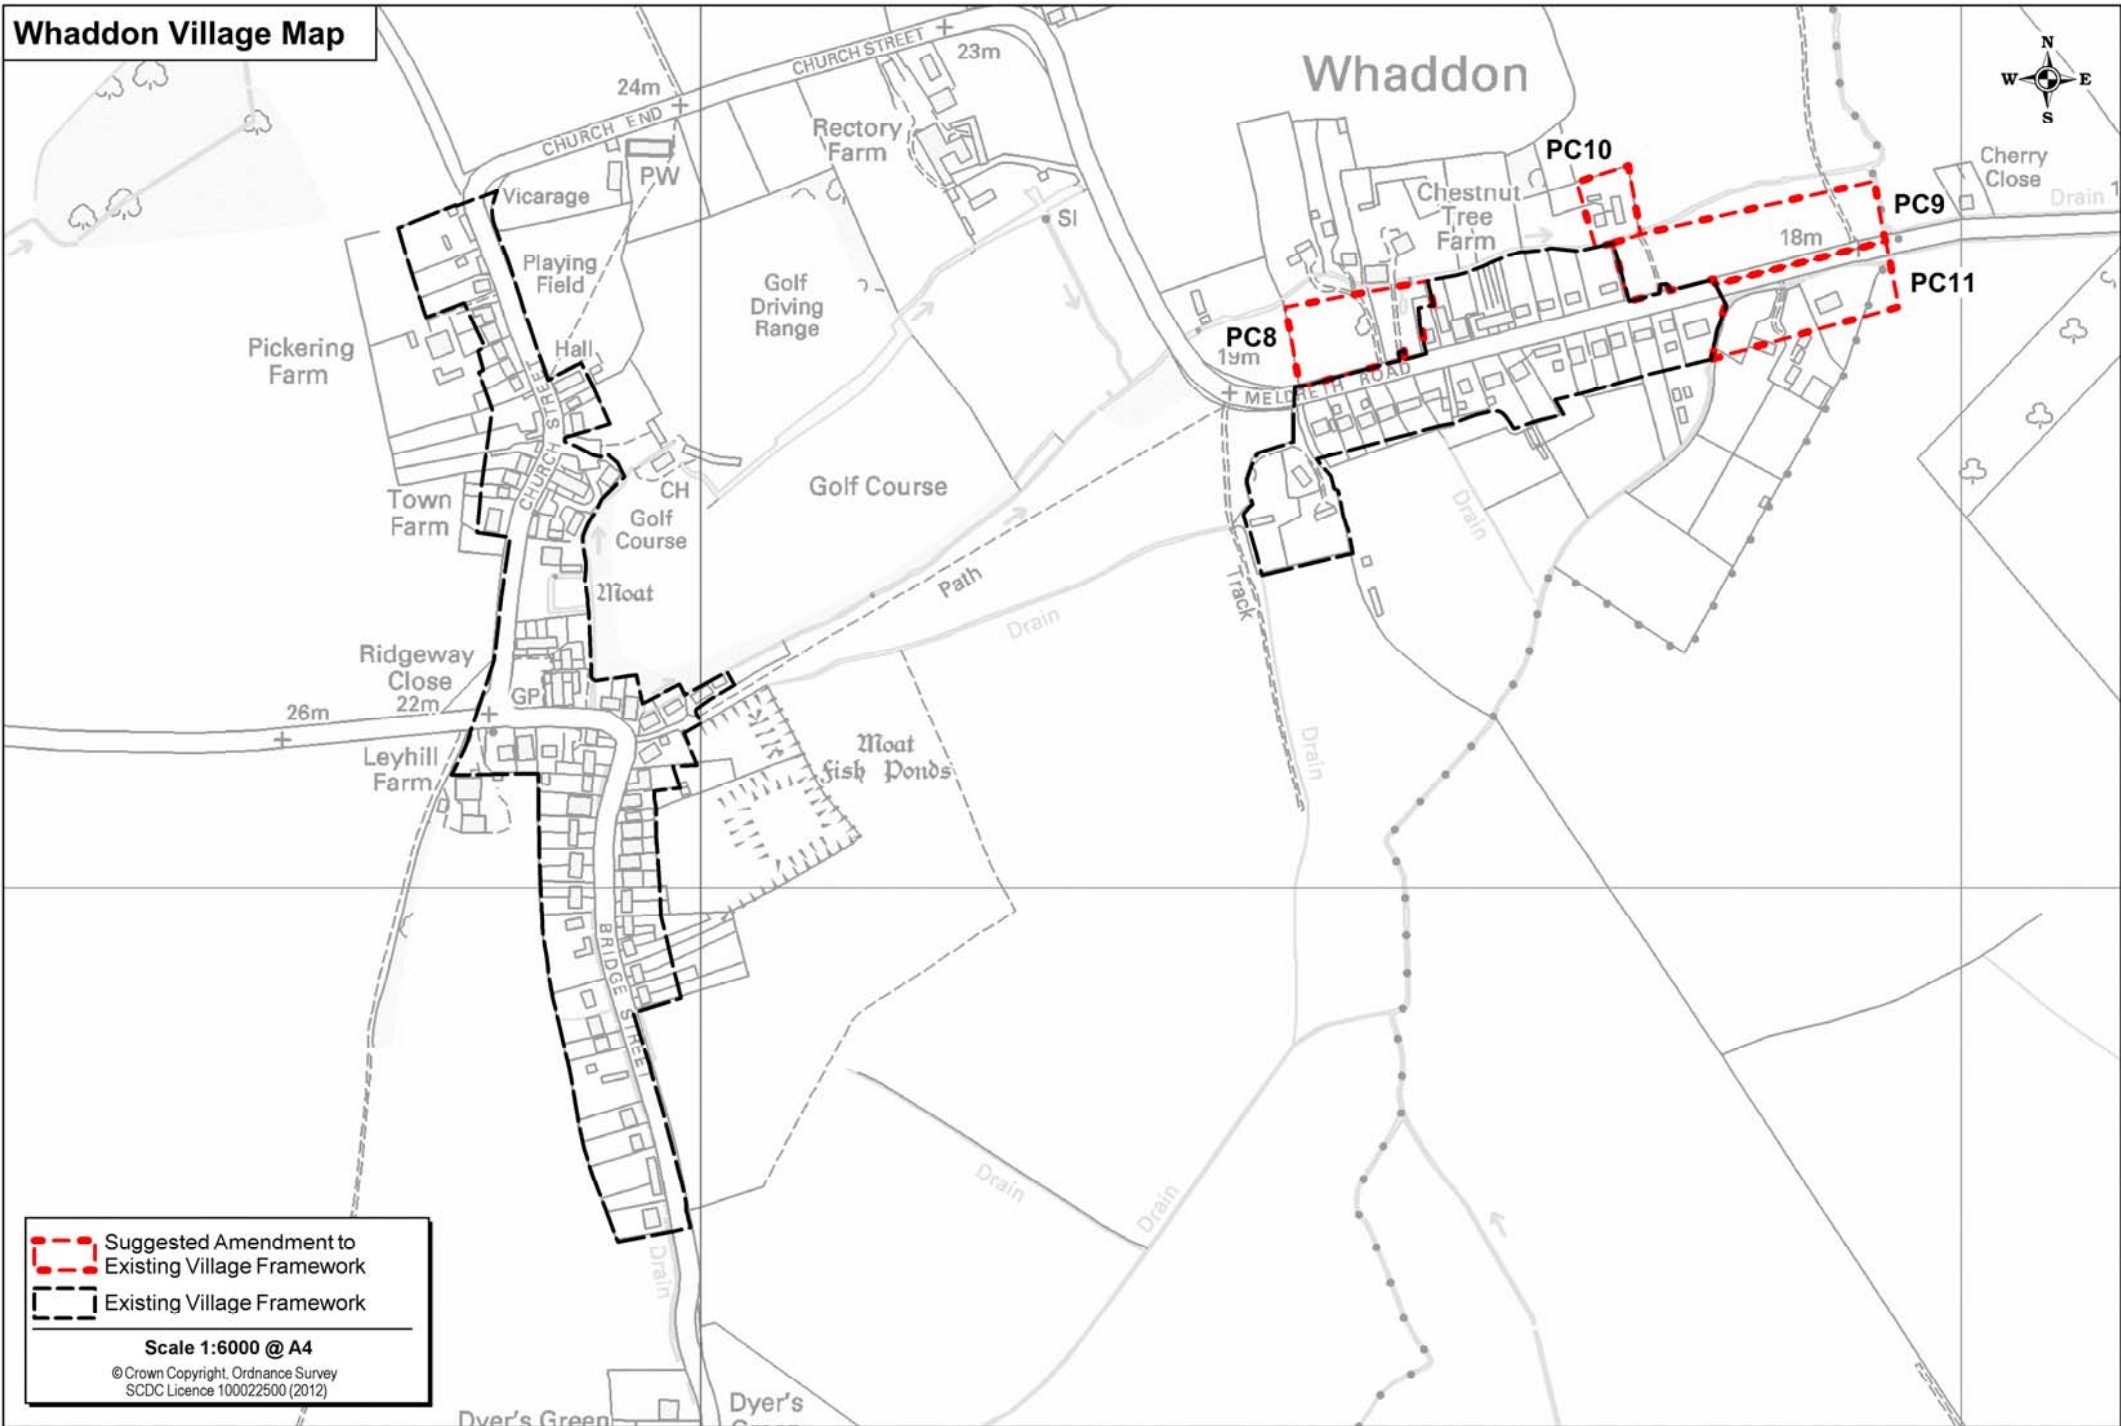 Whaddon Village Map
CHURCH STREET
23m
24m
CHURCH END
Whaddon
N
W
E
S
Rectory
Farm
PW
Vicarage
PC10
Cherry
Close
Drain
Chestnut
Tree
Farm
PC9
SI
18m
Playing
Field
Golf
Driving
Range
PC11
PC8
19m
Pickering
Farm
Hall
MELDRETH ROAD
CHURCH STREET
CH
Golf Course
Town
Farm
Golf
Course
Drain
Moat
Path
Track
Drain
Ridgeway
Close
22m
GP
26m
Leyhill
Farm
Moat
Fish Ponds
Drain
BRIDGE STREET
Drain
Drain
Drain
Suggested Amendment to
Existing Village Framework
Existing Village Framework
Scale 1:6000 @ A4
© Crown Copyright, Ordnance Survey
SCDC Licence 100022500 (2012)
Dyer's Green
Dyer's